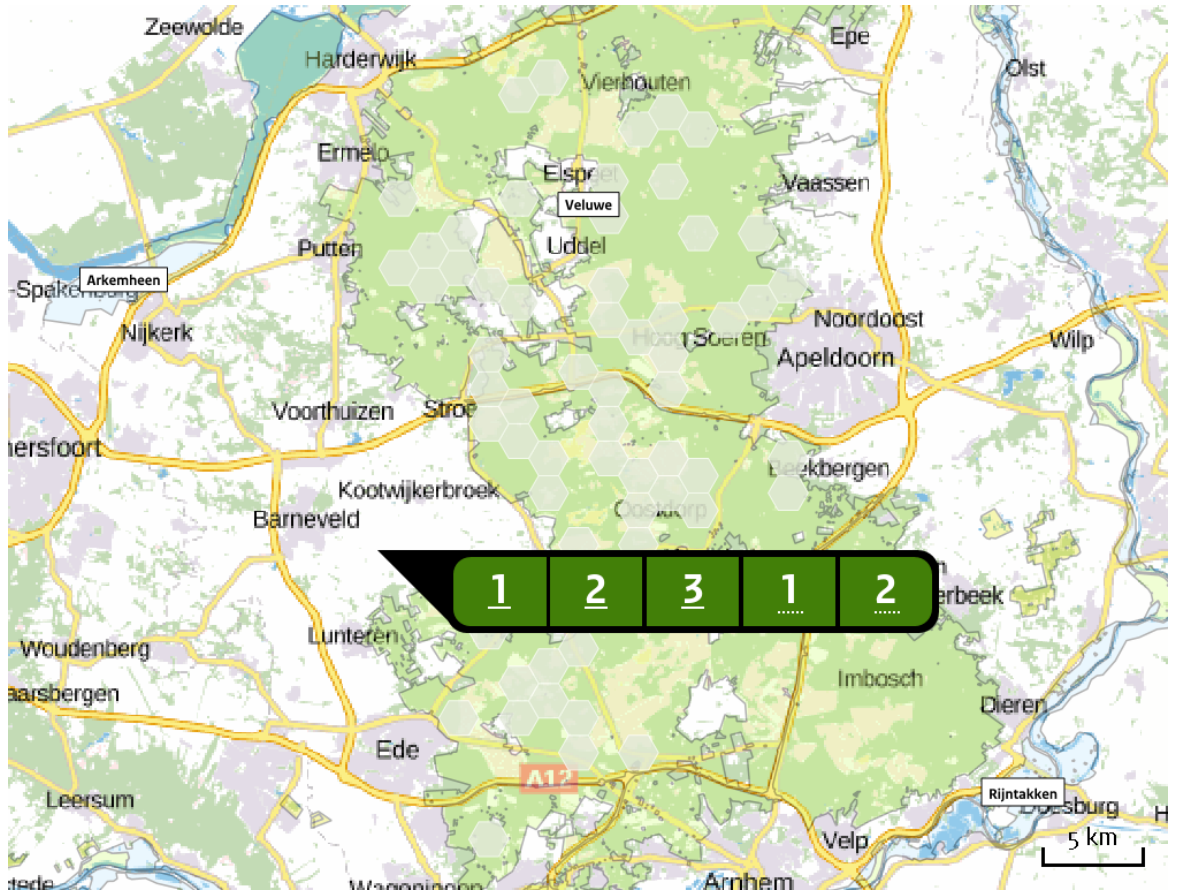 Zeewolde
Epe
Harderwijk
Olst
Vierhouten
Ermelo
Elspeet
Vaassen
Veluwe
Putten
Uddel
Arkemheen
-Spakenburg
Noordoost
Nijkerk
Hoog Soeren
Wilp
Apeldoorn
Voorthuizen
Stroe
mersfoort
Beekbergen
Kootwijkerbroek
Barneveld
1 2 3 1 2
erbeek
Lunteren
Woudenberg
Imbosch
aarsbergen
Dieren
Ede
A12
Rijntakken
Leersum
Doesburg
H
Velp
5 km
Arnhem
Wageningen